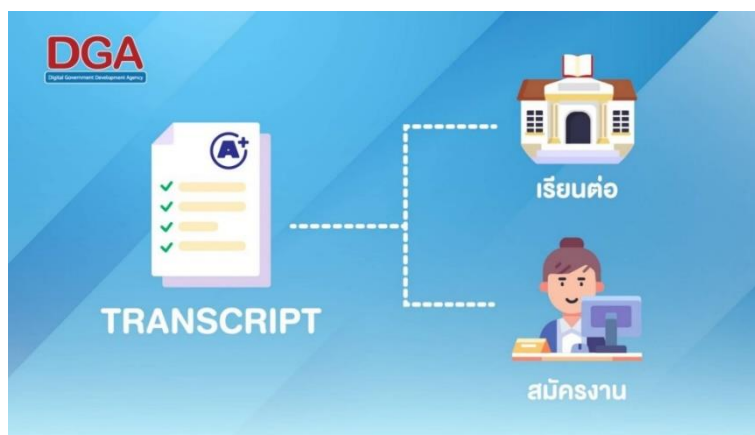 DGA
Digital Government Development Agency
A+
TRANSCRIPT
เรียนต่อ
สมัครงาน